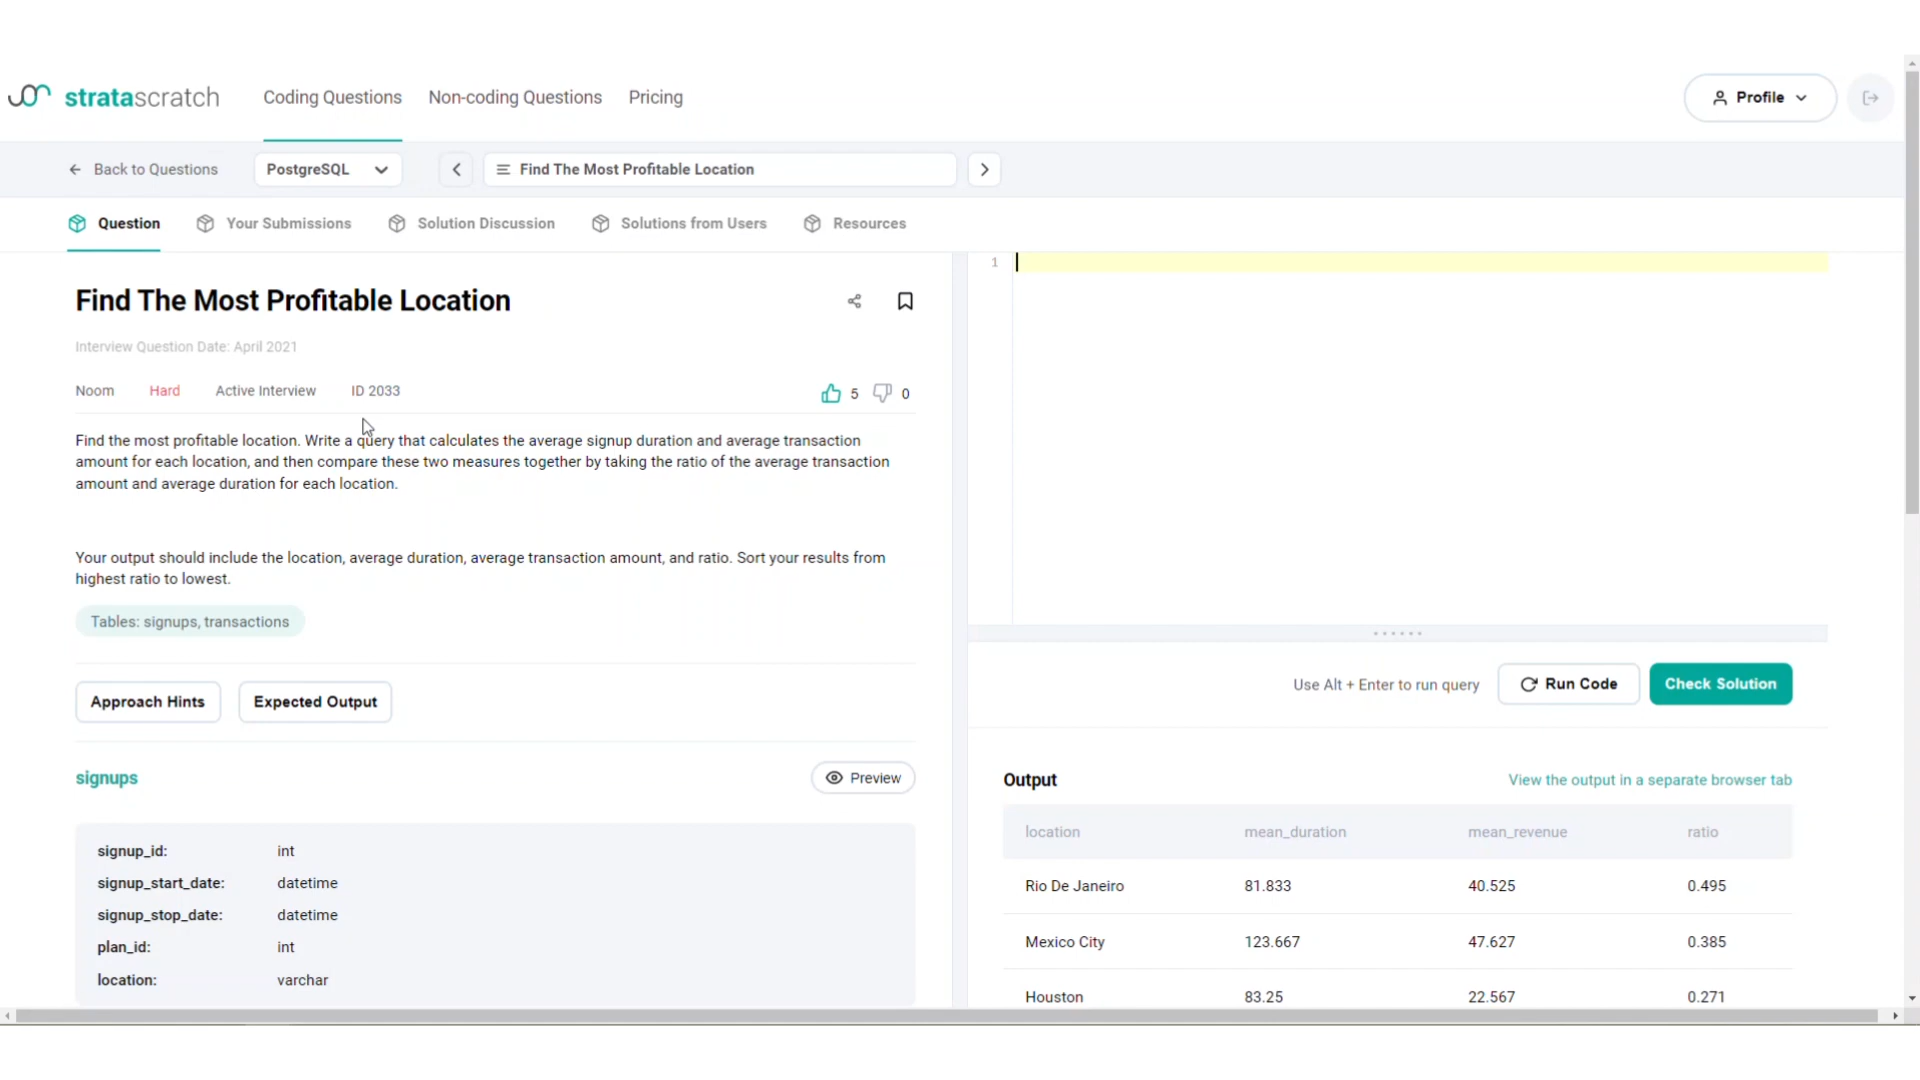 stratascratch
Coding Questions
Non-coding Questions
Pricing
Profile
Back to Questions
PostgreSQL
Find The Most Profitable Location
Question
Your Submissions
Solution Discussion
Solutions from Users
Resources
Find The Most Profitable Location
Interview Question Date: April 2021
Noom
Hard
Active Interview
ID 2033
5
0
Find the most profitable location. Write a query that calculates the average signup duration and average transaction
amount for each location, and then compare these two measures together by taking the ratio of the average transaction
amount and average duration for each location.
Your output should include the location, average duration, average transaction amount, and ratio. Sort your results from
highest ratio to lowest.
Tables: signups, transactions
Approach Hints
Expected Output
signups
Preview
signup_id: int
signup_start_date: datetime
signup_stop_date: datetime
plan_id: int
location: varchar
1
Use Alt + Enter to run query
Run Code
Check Solution
Output
View the output in a separate browser tab
location mean_duration mean_revenue ratio
Rio De Janeiro 81.833 40.525 0.495
Mexico City 123.667 47.627 0.385
Houston 83.25 22.567 0.271